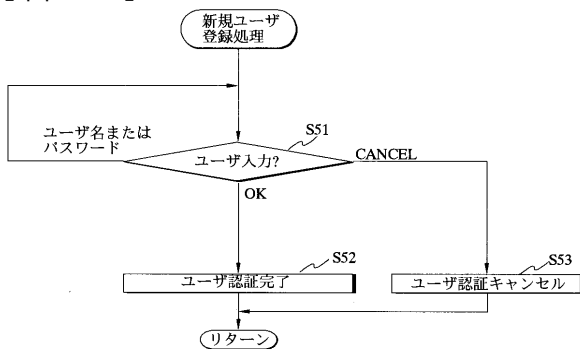 新規ユーザ
登録処理
ユーザ名または
パスワード
S51
ユーザ入力?
CANCEL
OK
S52
ユーザ認証完了
S53
ユーザ認証キャンセル
リターン